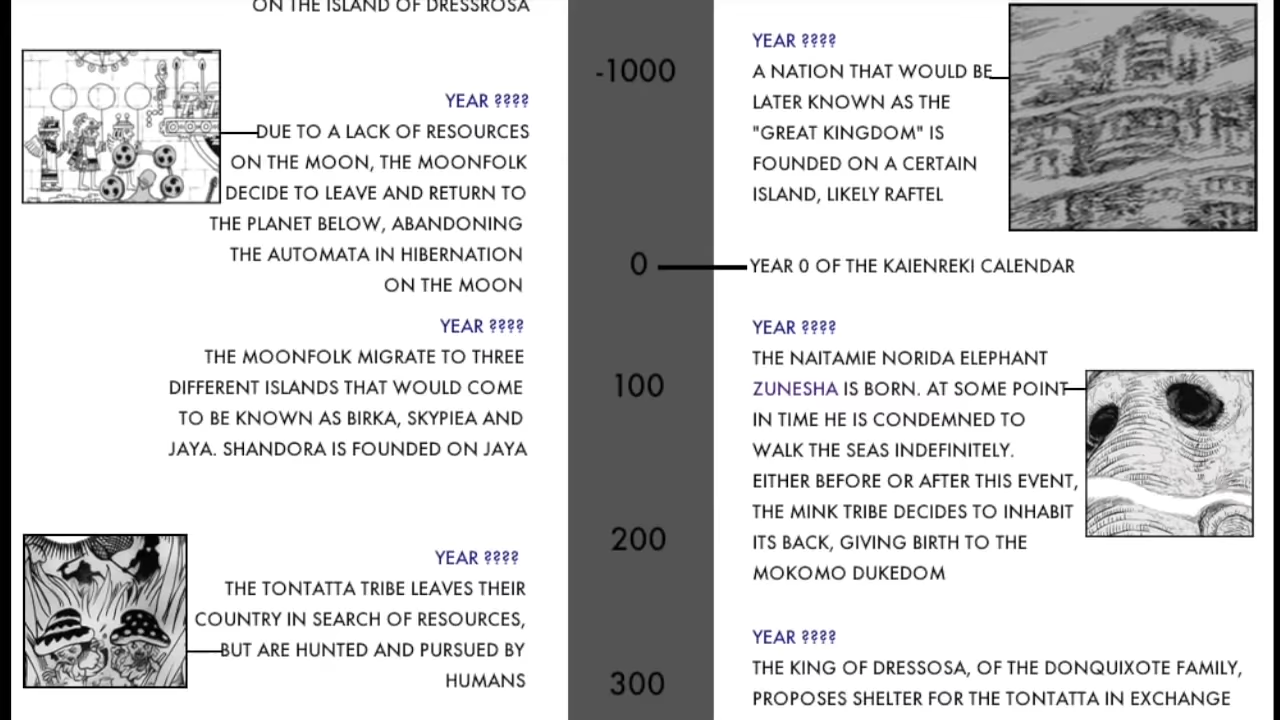 ON THE ISLAND OF DRESSROSA
YEAR ????
DUE TO A LACK OF RESOURCES
ON THE MOON, THE MOONFOLK
DECIDE TO LEAVE AND RETURN TO
THE PLANET BELOW, ABANDONING
THE AUTOMATA IN HIBERNATION
ON THE MOON
YEAR ????
THE MOONFOLK MIGRATE TO THREE
DIFFERENT ISLANDS THAT WOULD COME
TO BE KNOWN AS BIRKA, SKYPIEA AND
JAYA. SHANDORA IS FOUNDED ON JAYA
YEAR ????
THE TONTATTA TRIBE LEAVES THEIR
COUNTRY IN SEARCH OF RESOURCES,
BUT ARE HUNTED AND PURSUED BY
HUMANS
-1000
0
100
200
300
YEAR ????
A NATION THAT WOULD BE
LATER KNOWN AS THE
"GREAT KINGDOM" IS
FOUNDED ON A CERTAIN
ISLAND, LIKELY RAFTEL
YEAR 0 OF THE KAIENREKI CALENDAR
YEAR ????
THE NAITAMIE NORIDA ELEPHANT
ZUNESHA IS BORN. AT SOME POINT
IN TIME HE IS CONDEMNED TO
WALK THE SEAS INDEFINITELY.
EITHER BEFORE OR AFTER THIS EVENT,
THE MINK TRIBE DECIDES TO INHABIT
ITS BACK, GIVING BIRTH TO THE
MOKOMO DUKEDOM
YEAR ????
THE KING OF DRESSOSA, OF THE DONQUIXOTE FAMILY,
PROPOSES SHELTER FOR THE TONTATTA IN EXCHANGE